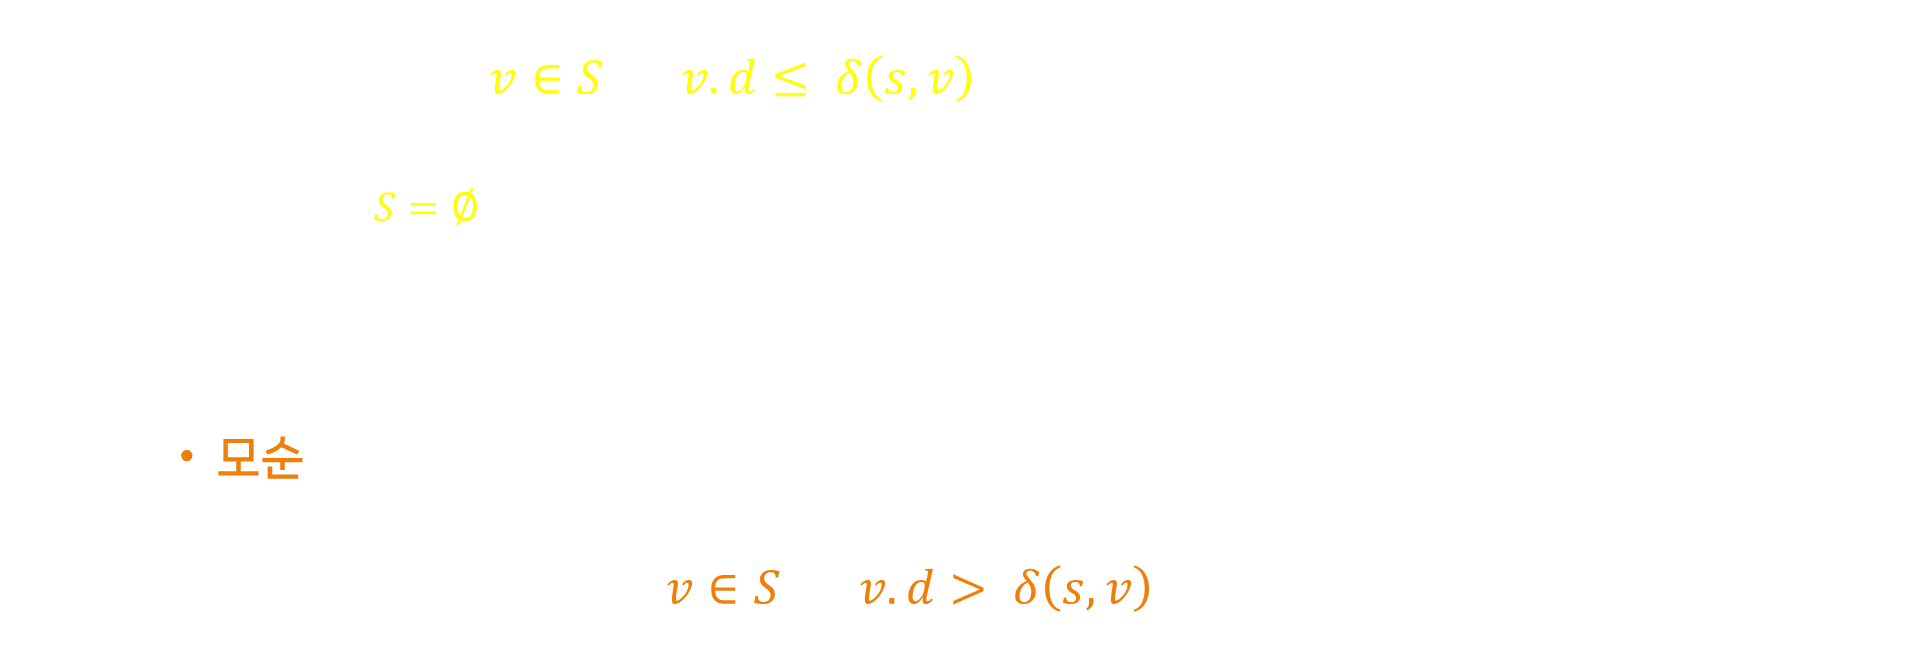 v ∈ S v.d ≤ δ(s, v)
S = ∅
• 모순
v ∈ S v.d > δ(s, v)